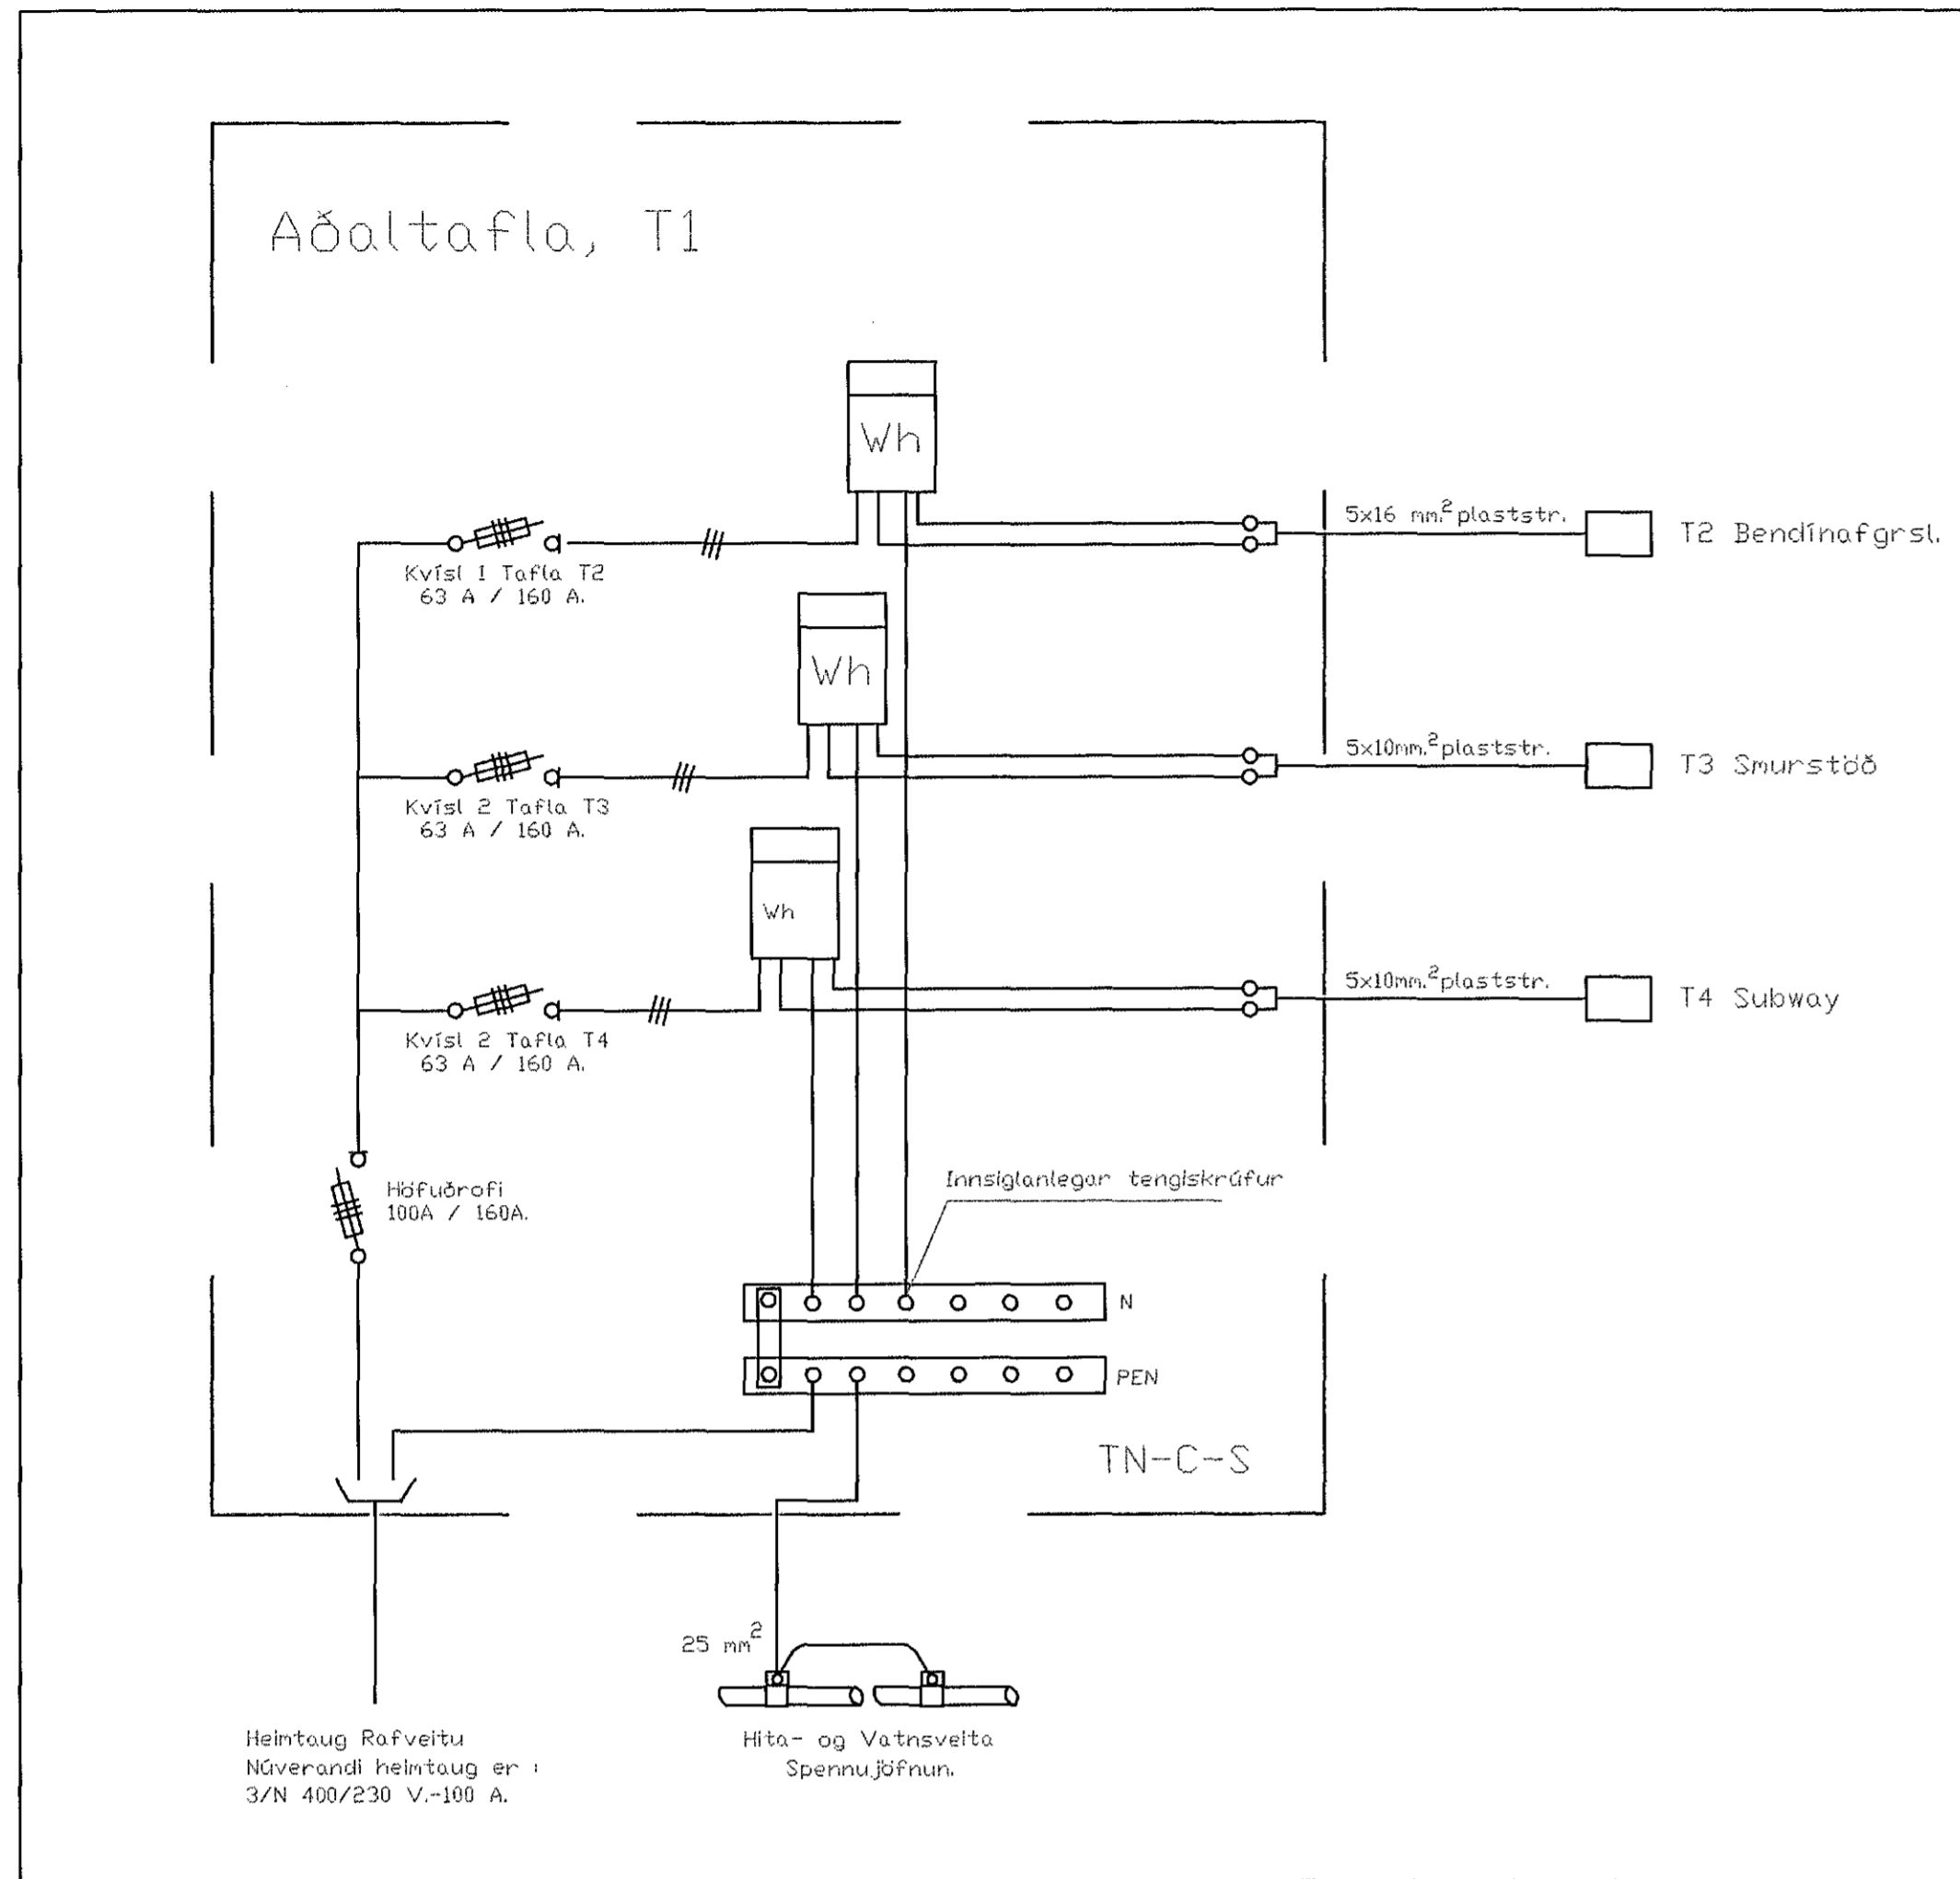 Aðaltafla, T1
Wh
5x16 mm.² plaststr.
T2 Bendínafgrsl.
Kvísl 1 Tafla T2
63 A / 160 A.
Wh
5x10mm.² plaststr.
T3 Smurstöð
Kvísl 2 Tafla T3
63 A / 160 A.
Wh
5x10mm.² plaststr.
T4 Subway
Kvísl 2 Tafla T4
63 A / 160 A.
Höfuðrofi
100A / 160A.
Innsiglanlegar tengiskrúfur
N
PEN
TN-C-S
25 mm²
Heimtaug Rafveitu
Núverandi heimtaug er :
3/N 400/230 V.-100 A.
Hita- og Vatnsveita
Spennujöfnun.